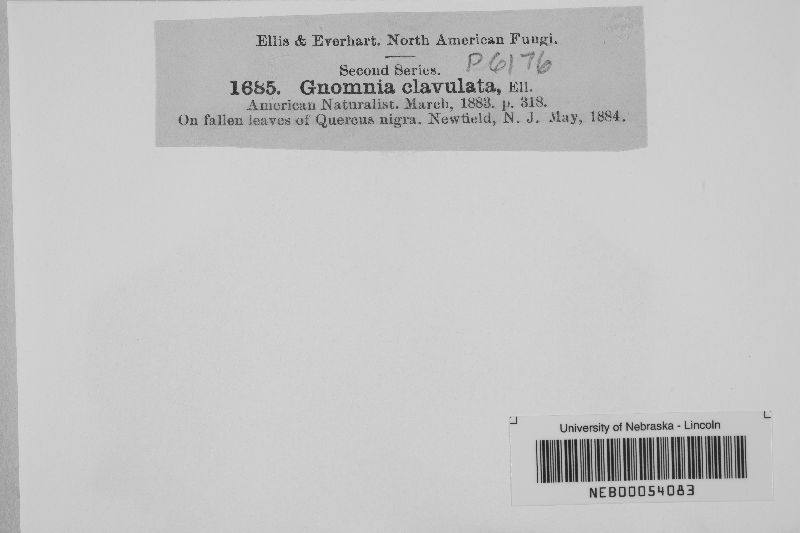 Ellis & Everhart. North American Fungi.
P 6176
Second Series.
1685. Gnomnia clavulata, Ell.
American Naturalist. March, 1883. p. 318.
On fallen leaves of Quercus nigra. Newfield, N. J. May, 1884.
University of Nebraska - Lincoln
NEB00054083